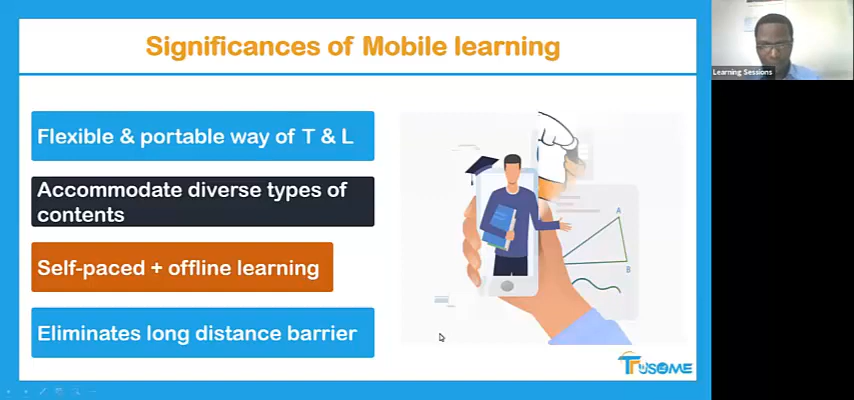 Significances of Mobile learning
Learning Sessions
Flexible & portable way of T & L
Accommodate diverse types of
contents
Self-paced + offline learning
Eliminates long distance barrier
A
B
TUSOME